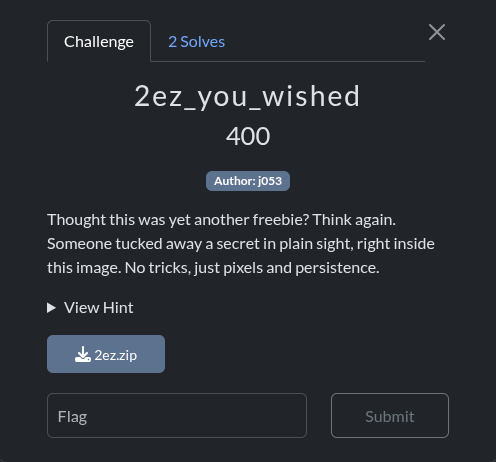 Challenge
2 Solves
2ez_you_wished
400
Author: j053
Thought this was yet another freebie? Think again.
Someone tucked away a secret in plain sight, right inside
this image. No tricks, just pixels and persistence.
View Hint
2ez.zip
Flag
Submit